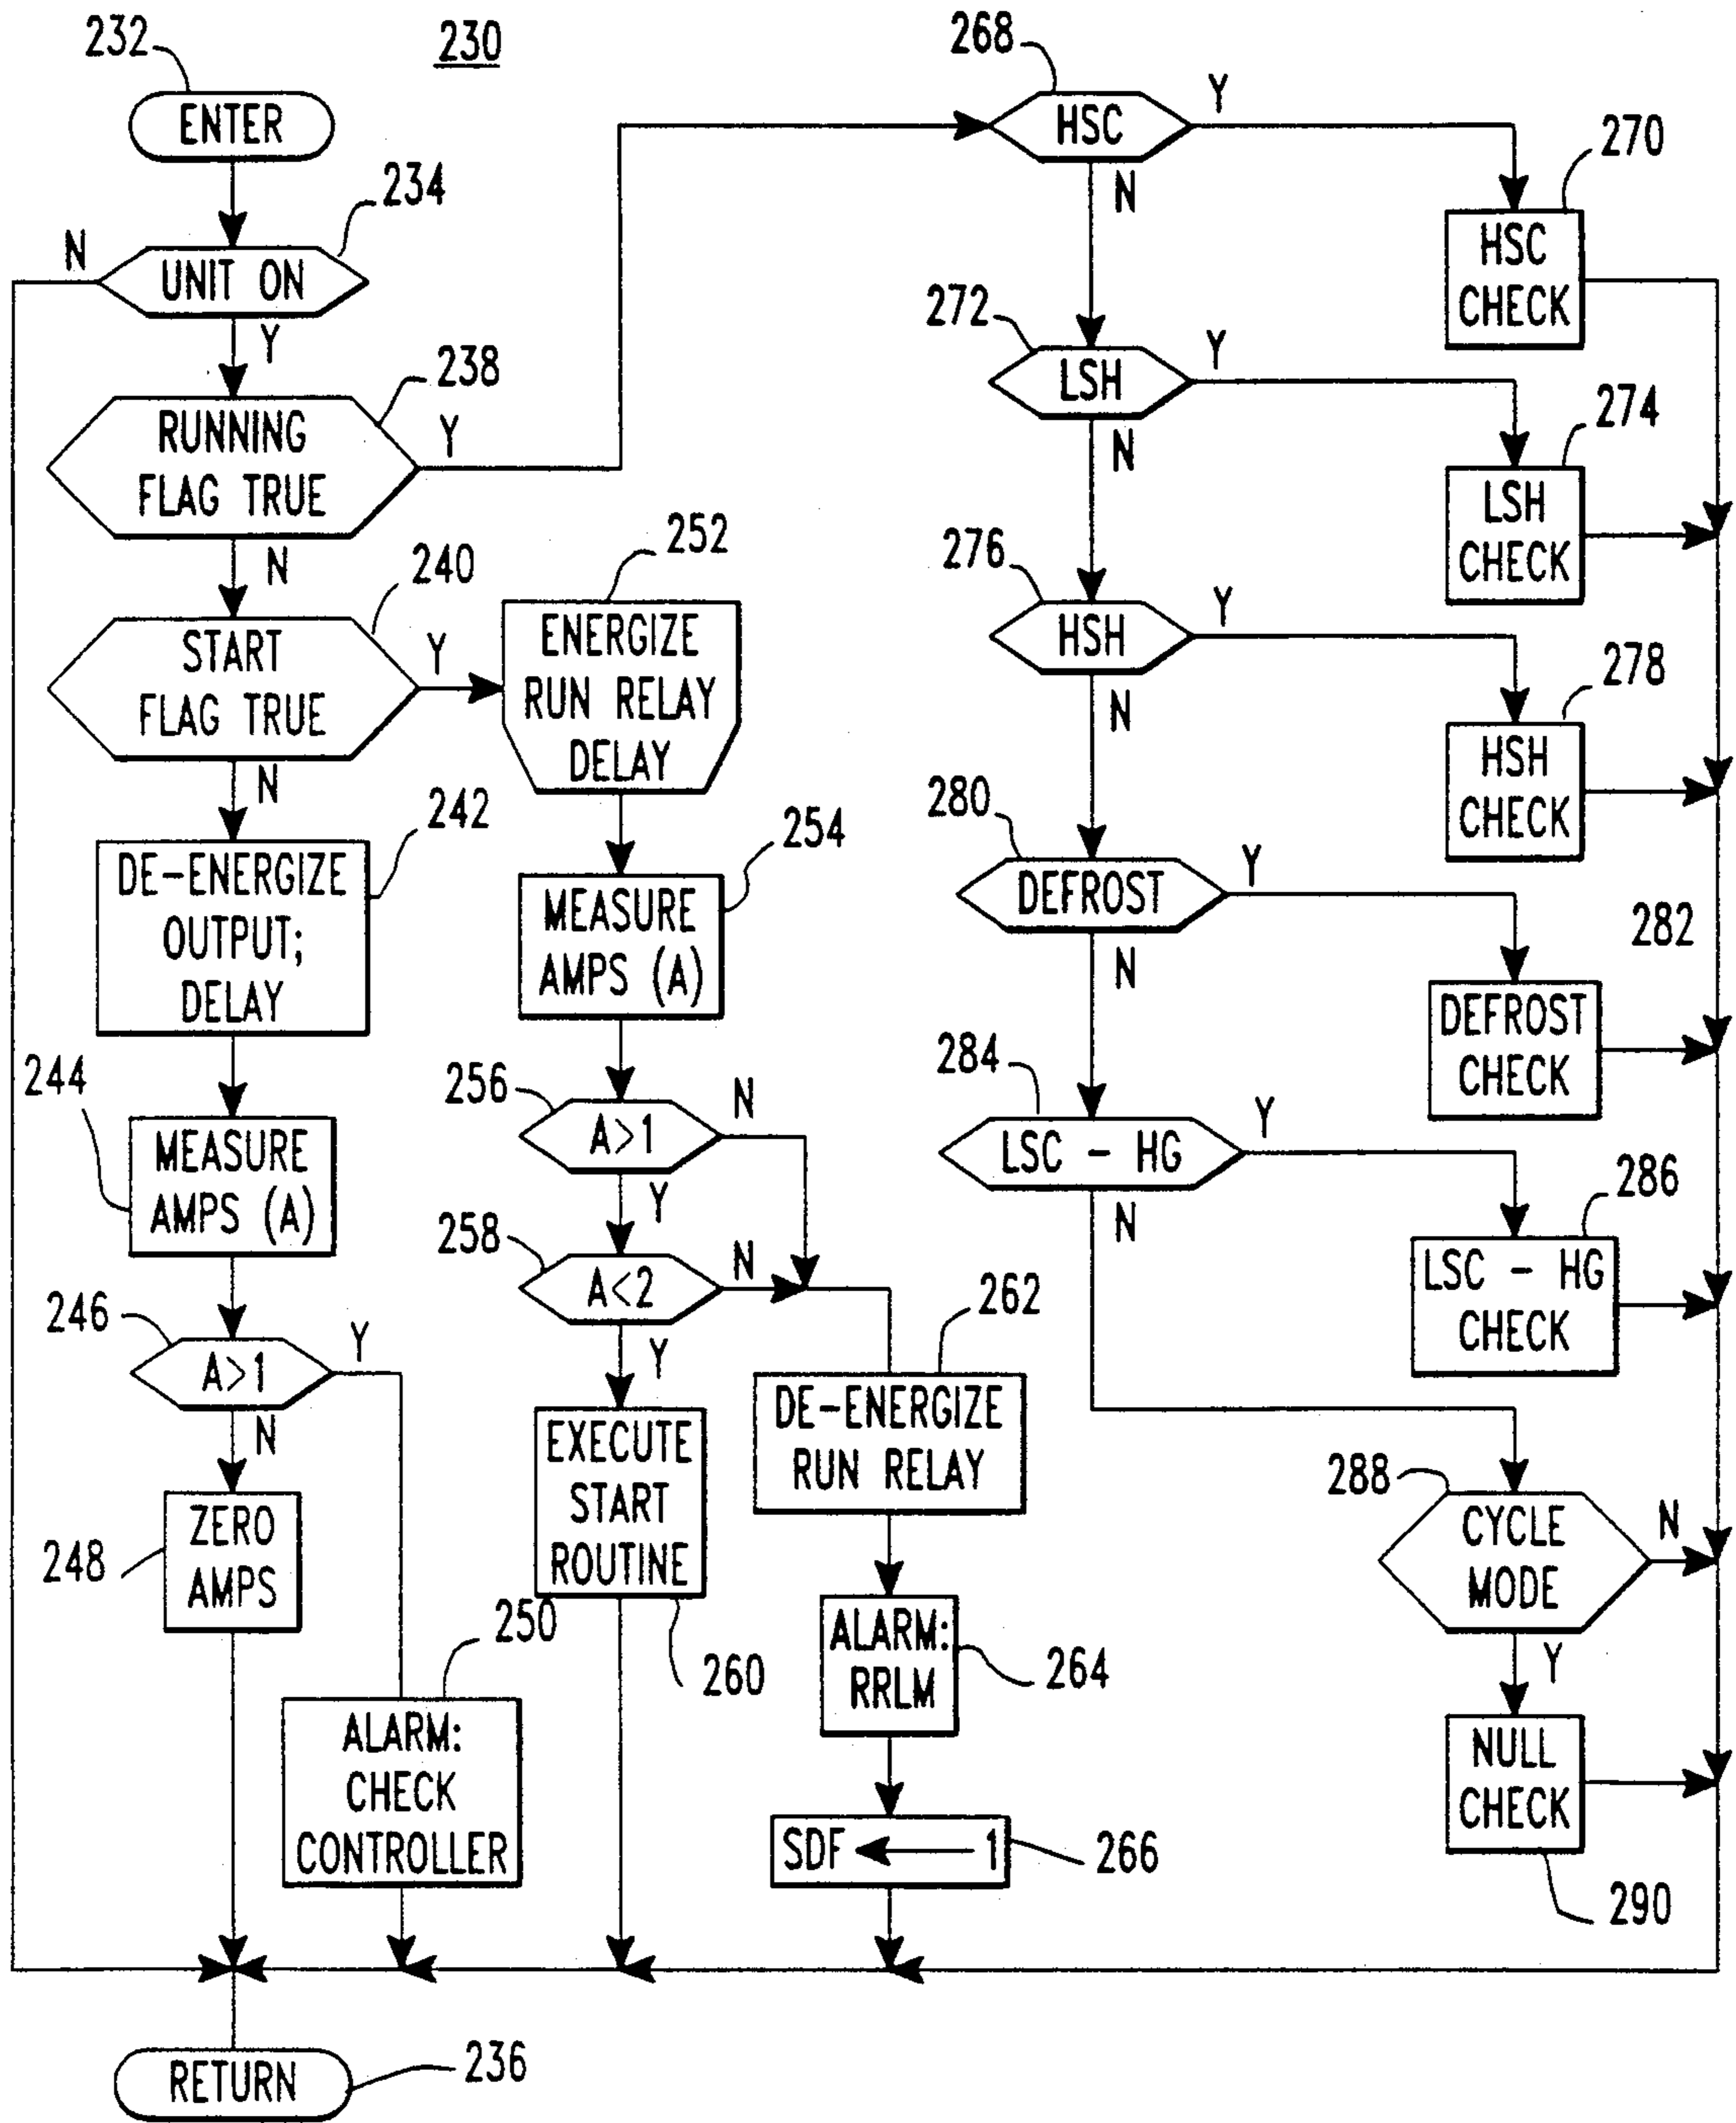 230
232
ENTER
234
N
UNIT ON
Y
238
RUNNING
FLAG TRUE
Y
N
240
START
FLAG TRUE
Y
N
242
DE-ENERGIZE
OUTPUT;
DELAY
244
MEASURE
AMPS (A)
246
A>1
Y
N
248
ZERO
AMPS
250
ALARM:
CHECK
CONTROLLER
252
ENERGIZE
RUN RELAY
DELAY
254
MEASURE
AMPS (A)
256
A>1
N
Y
258
A<2
N
Y
260
EXECUTE
START
ROUTINE
262
DE-ENERGIZE
RUN RELAY
264
ALARM:
RRLM
266
SDF ← 1
268
HSC
Y
N
270
HSC
CHECK
272
LSH
Y
N
274
LSH
CHECK
276
HSH
Y
N
278
HSH
CHECK
280
DEFROST
Y
N
282
DEFROST
CHECK
284
LSC - HG
Y
N
286
LSC - HG
CHECK
288
CYCLE
MODE
N
Y
NULL
CHECK
290
RETURN
236